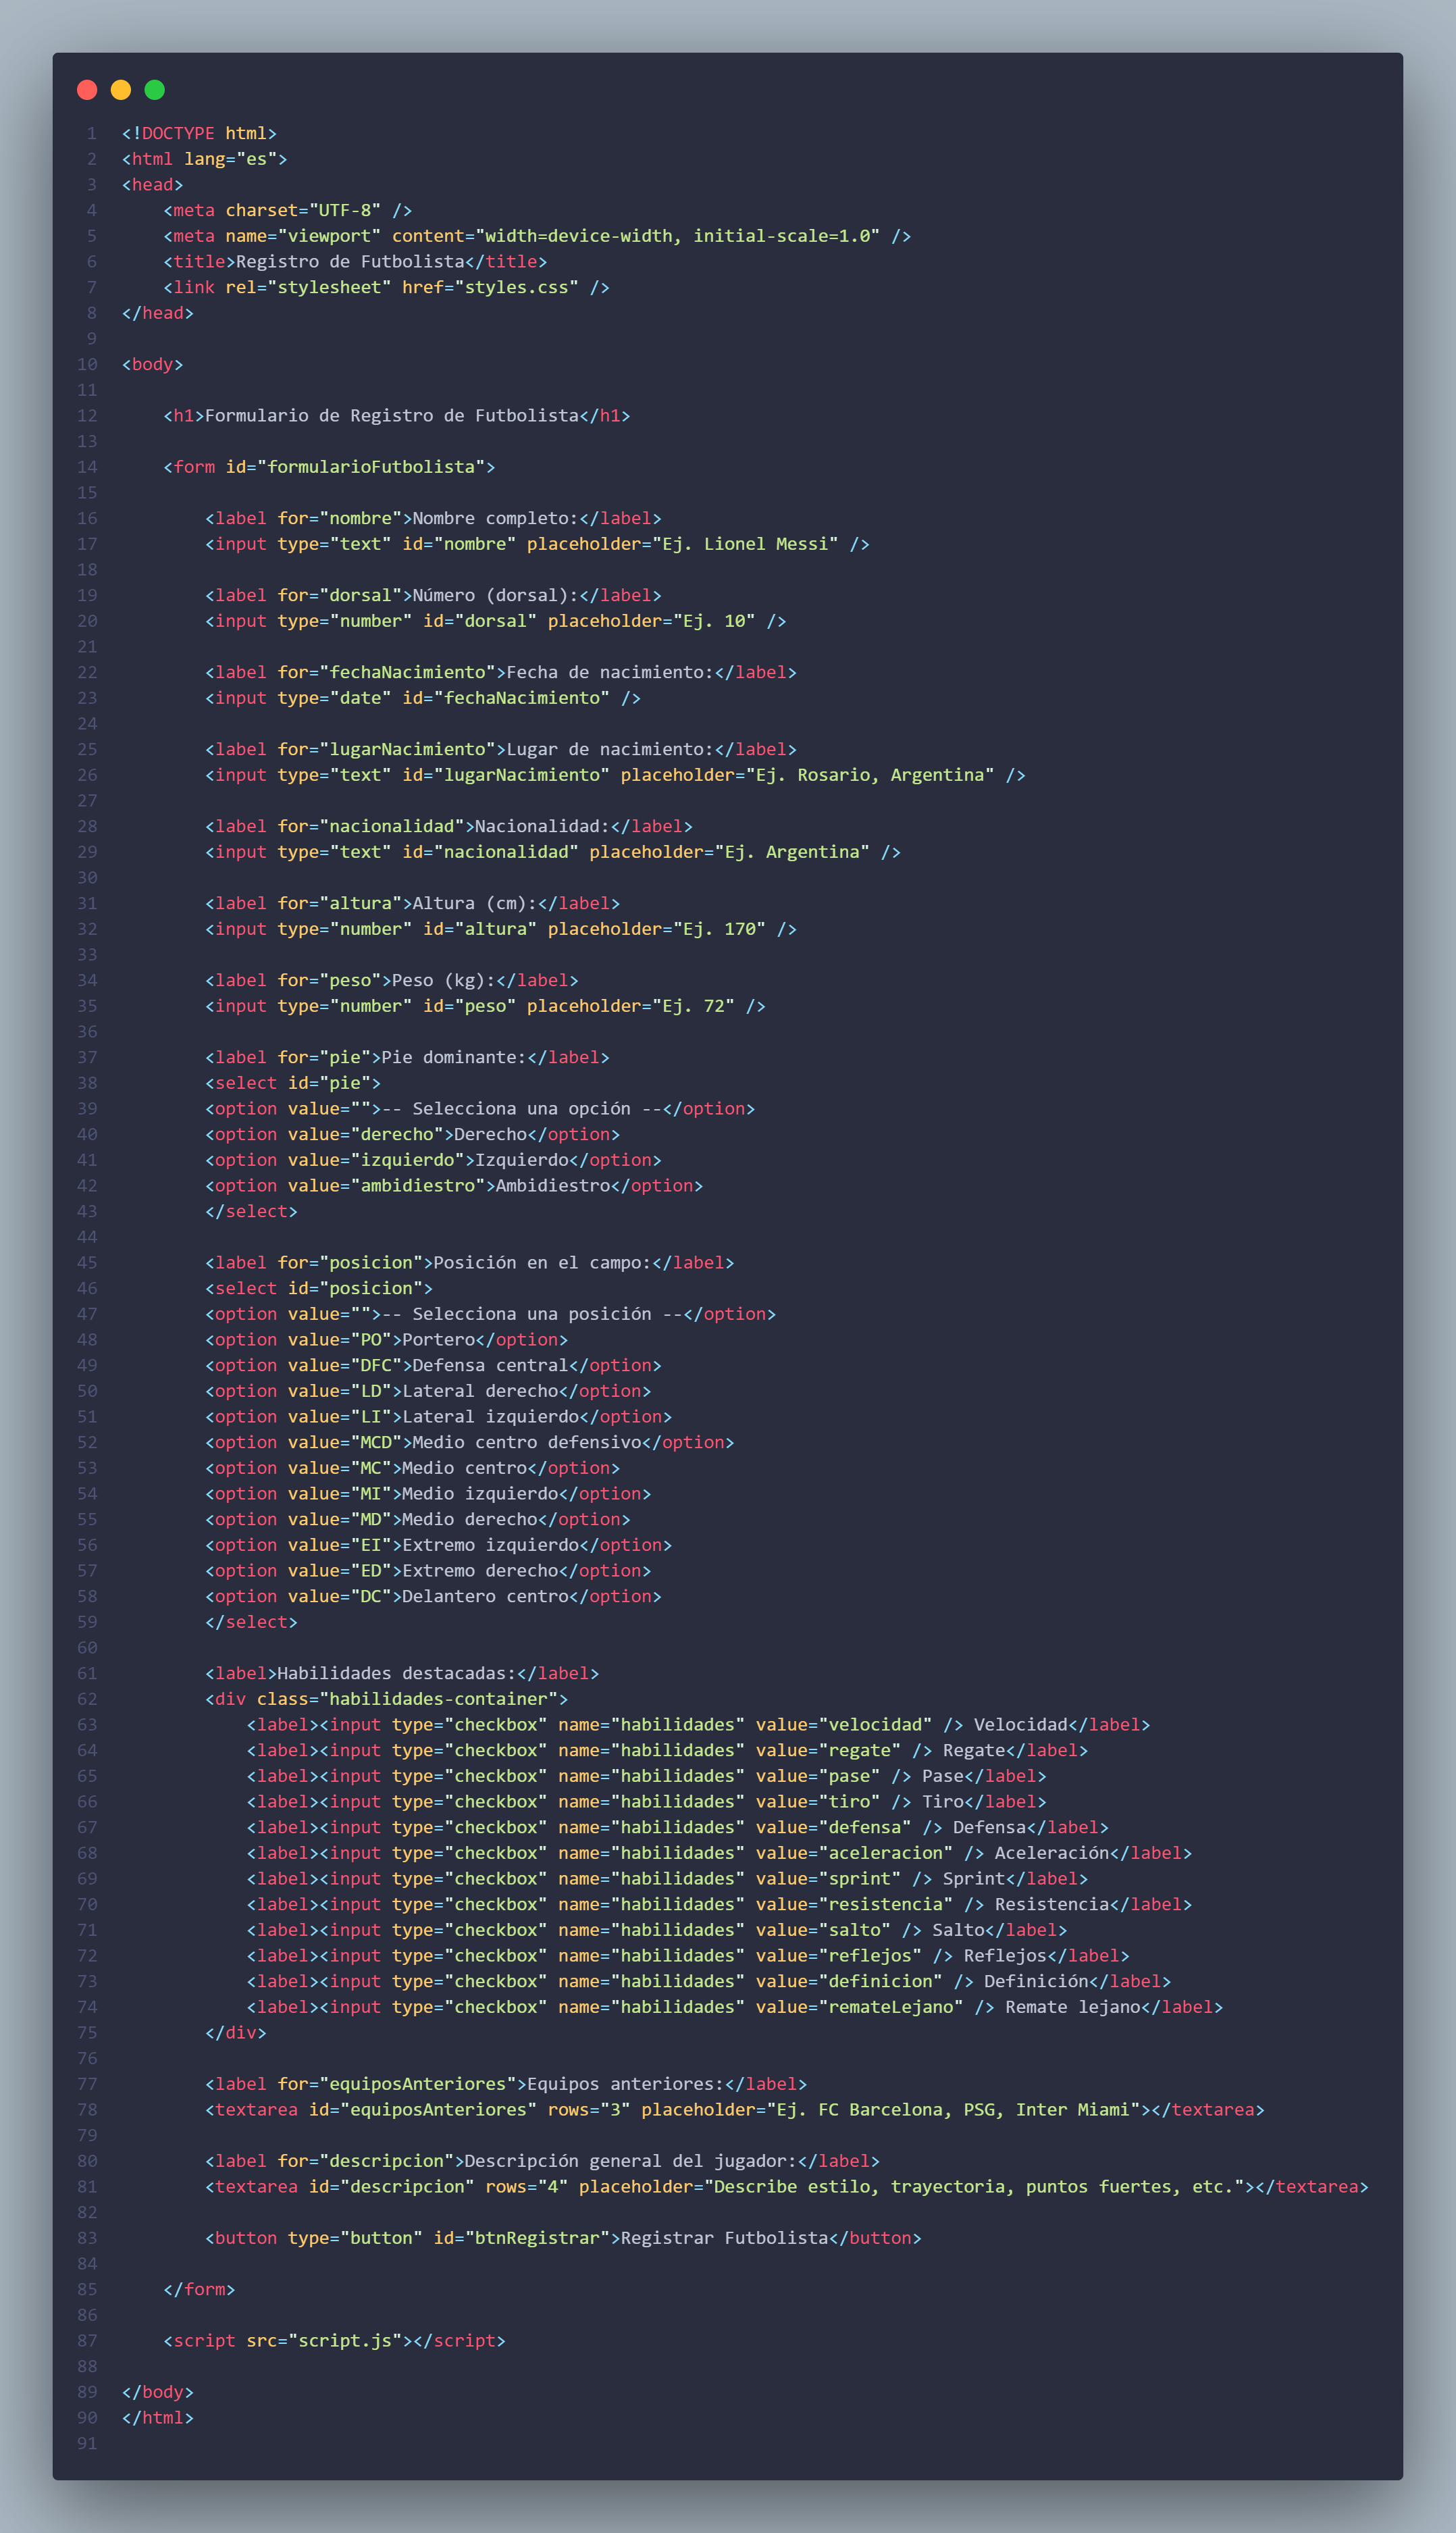 1 <!DOCTYPE html>
2 <html lang="es">
3 <head>
4     <meta charset="UTF-8" />
5     <meta name="viewport" content="width=device-width, initial-scale=1.0" />
6     <title>Registro de Futbolista</title>
7     <link rel="stylesheet" href="styles.css" />
8 </head>
9
10 <body>
11
12     <h1>Formulario de Registro de Futbolista</h1>
13
14     <form id="formularioFutbolista">
15
16         <label for="nombre">Nombre completo:</label>
17         <input type="text" id="nombre" placeholder="Ej. Lionel Messi" />
18
19         <label for="dorsal">Número (dorsal):</label>
20         <input type="number" id="dorsal" placeholder="Ej. 10" />
21
22         <label for="fechaNacimiento">Fecha de nacimiento:</label>
23         <input type="date" id="fechaNacimiento" />
24
25         <label for="lugarNacimiento">Lugar de nacimiento:</label>
26         <input type="text" id="lugarNacimiento" placeholder="Ej. Rosario, Argentina" />
27
28         <label for="nacionalidad">Nacionalidad:</label>
29         <input type="text" id="nacionalidad" placeholder="Ej. Argentina" />
30
31         <label for="altura">Altura (cm):</label>
32         <input type="number" id="altura" placeholder="Ej. 170" />
33
34         <label for="peso">Peso (kg):</label>
35         <input type="number" id="peso" placeholder="Ej. 72" />
36
37         <label for="pie">Pie dominante:</label>
38         <select id="pie">
39         <option value="">-- Selecciona una opción --</option>
40         <option value="derecho">Derecho</option>
41         <option value="izquierdo">Izquierdo</option>
42         <option value="ambidiestro">Ambidiestro</option>
43         </select>
44
45         <label for="posicion">Posición en el campo:</label>
46         <select id="posicion">
47         <option value="">-- Selecciona una posición --</option>
48         <option value="PO">Portero</option>
49         <option value="DFC">Defensa central</option>
50         <option value="LD">Lateral derecho</option>
51         <option value="LI">Lateral izquierdo</option>
52         <option value="MCD">Medio centro defensivo</option>
53         <option value="MC">Medio centro</option>
54         <option value="MI">Medio izquierdo</option>
55         <option value="MD">Medio derecho</option>
56         <option value="EI">Extremo izquierdo</option>
57         <option value="ED">Extremo derecho</option>
58         <option value="DC">Delantero centro</option>
59         </select>
60
61         <label>Habilidades destacadas:</label>
62         <div class="habilidades-container">
63             <label><input type="checkbox" name="habilidades" value="velocidad" /> Velocidad</label>
64             <label><input type="checkbox" name="habilidades" value="regate" /> Regate</label>
65             <label><input type="checkbox" name="habilidades" value="pase" /> Pase</label>
66             <label><input type="checkbox" name="habilidades" value="tiro" /> Tiro</label>
67             <label><input type="checkbox" name="habilidades" value="defensa" /> Defensa</label>
68             <label><input type="checkbox" name="habilidades" value="aceleracion" /> Aceleración</label>
69             <label><input type="checkbox" name="habilidades" value="sprint" /> Sprint</label>
70             <label><input type="checkbox" name="habilidades" value="resistencia" /> Resistencia</label>
71             <label><input type="checkbox" name="habilidades" value="salto" /> Salto</label>
72             <label><input type="checkbox" name="habilidades" value="reflejos" /> Reflejos</label>
73             <label><input type="checkbox" name="habilidades" value="definicion" /> Definición</label>
74             <label><input type="checkbox" name="habilidades" value="remateLejano" /> Remate lejano</label>
75         </div>
76
77         <label for="equiposAnteriores">Equipos anteriores:</label>
78         <textarea id="equiposAnteriores" rows="3" placeholder="Ej. FC Barcelona, PSG, Inter Miami"></textarea>
79
80         <label for="descripcion">Descripción general del jugador:</label>
81         <textarea id="descripcion" rows="4" placeholder="Describe estilo, trayectoria, puntos fuertes, etc."></textarea>
82
83         <button type="button" id="btnRegistrar">Registrar Futbolista</button>
84
85     </form>
86
87     <script src="script.js"></script>
88
89 </body>
90 </html>
91